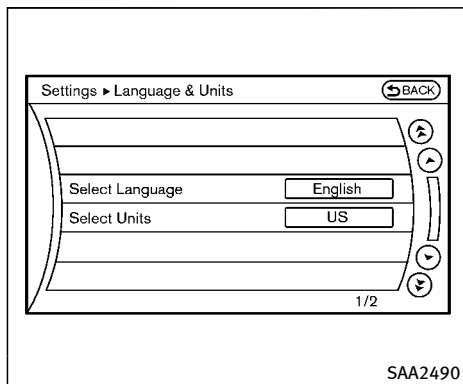 Settings ▶ Language & Units BACK
Select Language English
Select Units US
1/2
SAA2490